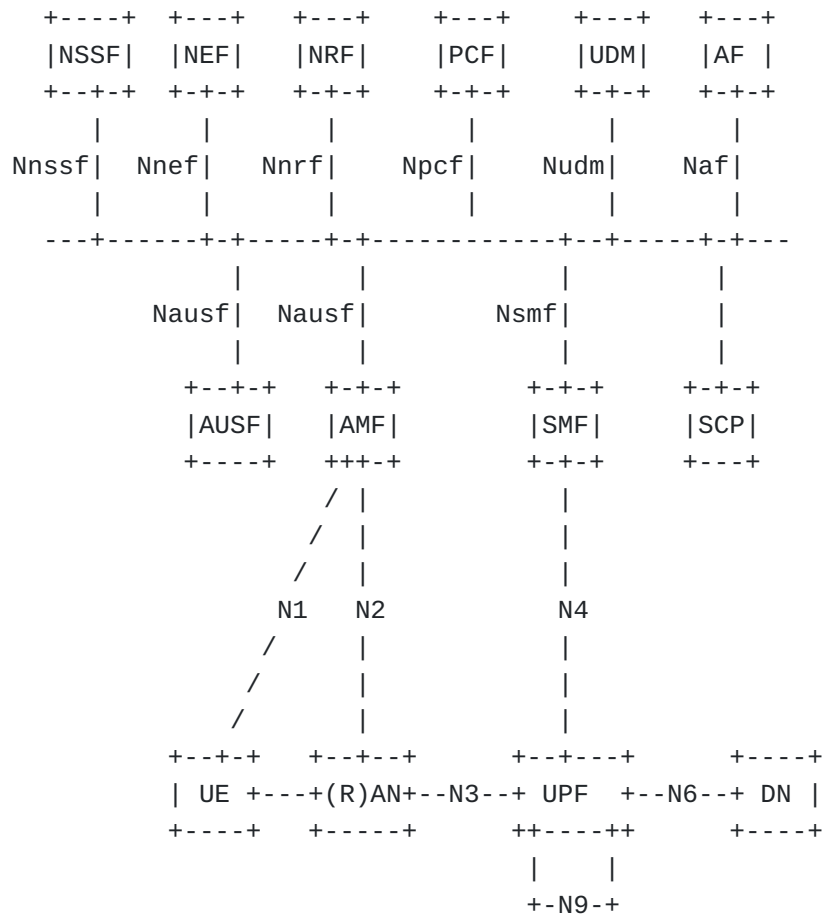 NSSF NEF NRF PCF UDM AF
Nnssf Nnef Nnrf Npcf Nudm Naf
Nausf Nausf Nsmf
AUSF AMF SMF SCP
N1 N2 N4
UE (R)AN N3 UPF N6 DN
N9